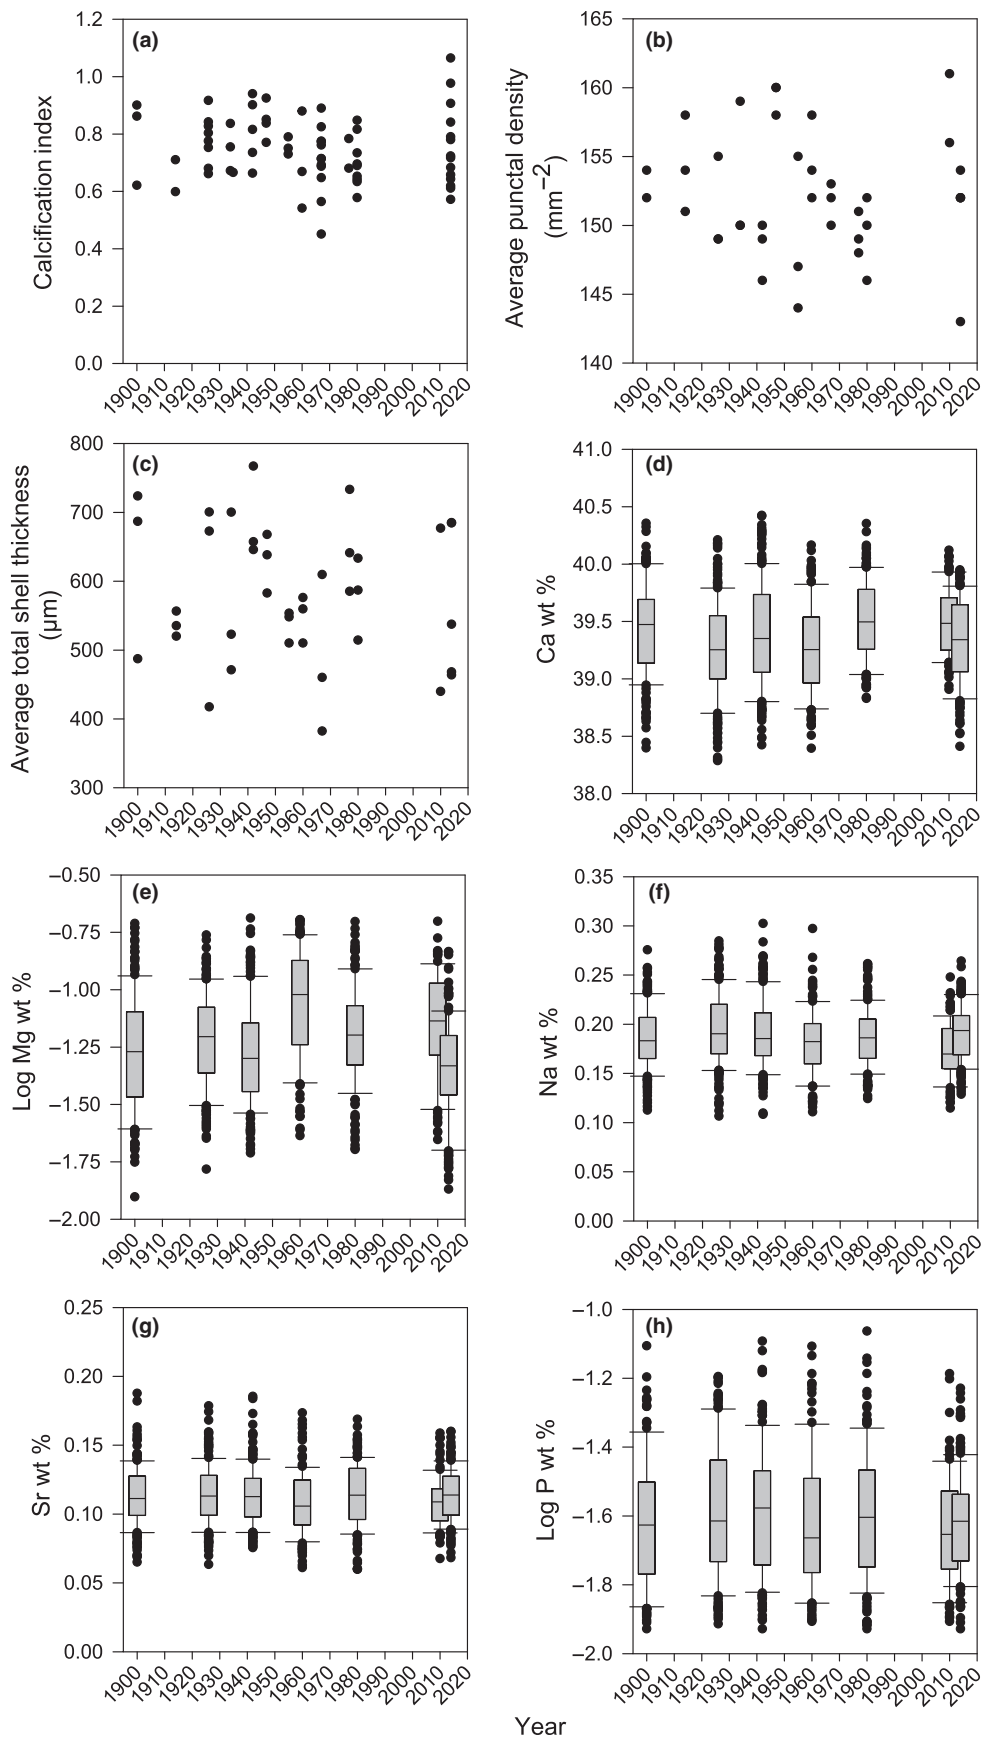 (a)
Calcification index
1.2
1.0
0.8
0.6
0.4
0.2
0.0
1900 1910 1920 1930 1940 1950 1960 1970 1980 1990 2000 2010 2020
(b)
Average punctal density
(mm−2)
165
160
155
150
145
140
1900 1910 1920 1930 1940 1950 1960 1970 1980 1990 2000 2010 2020
(c)
Average total shell thickness
(µm)
800
700
600
500
400
300
1900 1910 1920 1930 1940 1950 1960 1970 1980 1990 2000 2010 2020
(d)
Ca wt %
41.0
40.5
40.0
39.5
39.0
38.5
38.0
1900 1910 1920 1930 1940 1950 1960 1970 1980 1990 2000 2010 2020
(e)
Log Mg wt %
−0.50
−0.75
−1.00
−1.25
−1.50
−1.75
−2.00
1900 1910 1920 1930 1940 1950 1960 1970 1980 1990 2000 2010 2020
(f)
Na wt %
0.35
0.30
0.25
0.20
0.15
0.10
0.05
0.00
1900 1910 1920 1930 1940 1950 1960 1970 1980 1990 2000 2010 2020
(g)
Sr wt %
0.25
0.20
0.15
0.10
0.05
0.00
1900 1910 1920 1930 1940 1950 1960 1970 1980 1990 2000 2010 2020
(h)
Log P wt %
−1.0
−1.2
−1.4
−1.6
−1.8
−2.0
1900 1910 1920 1930 1940 1950 1960 1970 1980 1990 2000 2010 2020
Year